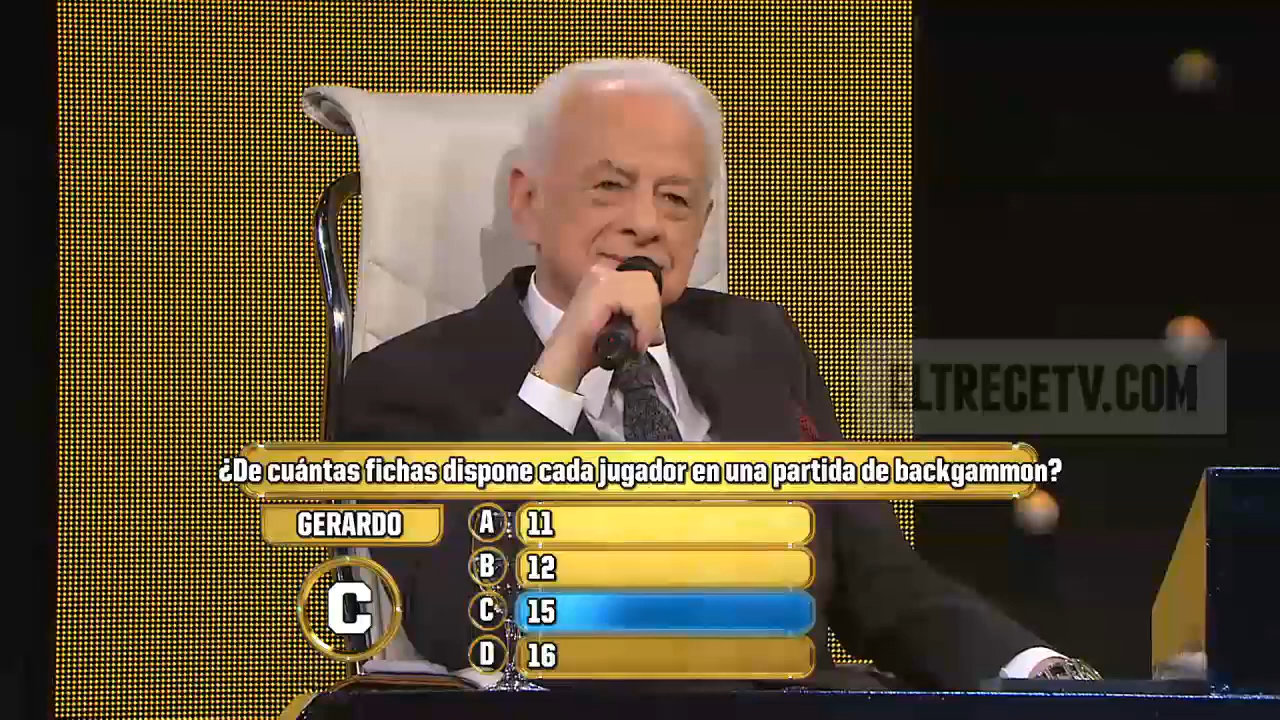 ELTRECETV.COM
¿De cuántas fichas dispone cada jugador en una partida de backgammon?
GERARDO
C
A 11
B 12
C 15
D 16